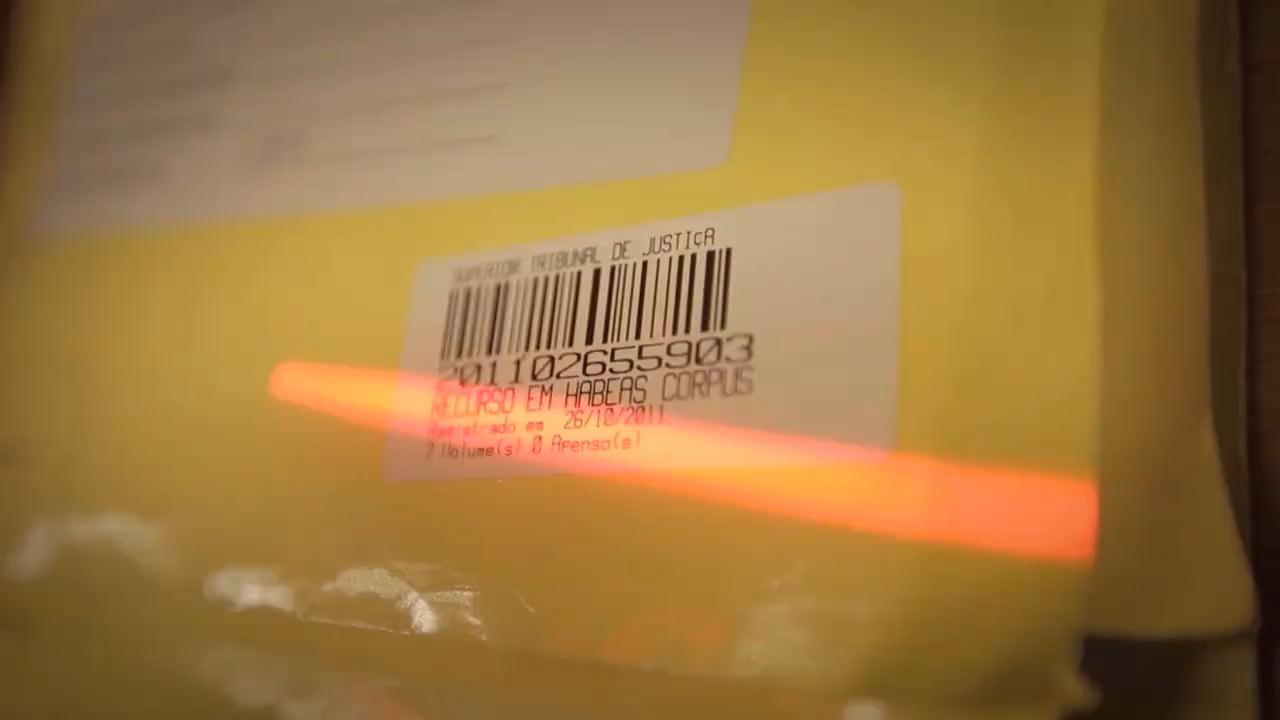 SUPERIOR TRIBUNAL DE JUSTIÇA
201102655903
RECURSO EM HABEAS CORPUS
Registrado em 26/10/2011
Volume(s) 0 Apenso(s)